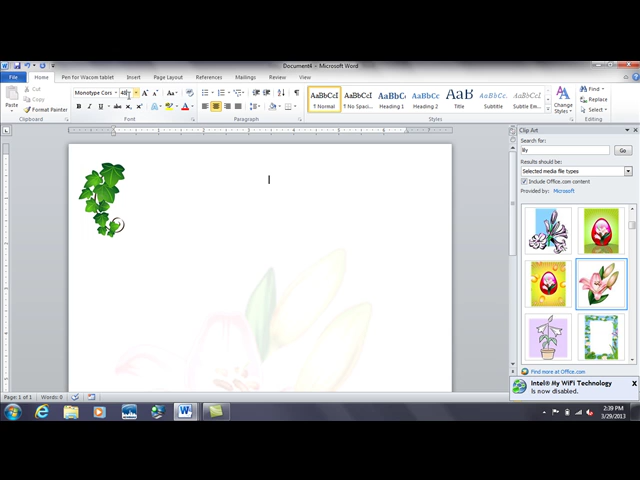 Document4 - Microsoft Word
File Home Pen for Wacom tablet Insert Page Layout References Mailings Review View
Paste Cut Copy Format Painter
Clipboard
Monotype Cors 48
Font
Paragraph
AaBbCcI AaBbCcI AaBbCc AaBbCc AaB AaBbCcI AaBbCcI
¶ Normal ¶ No Spaci... Heading 1 Heading 2 Title Subtitle Subtle Em...
Styles
Change Styles
Find
Replace
Select
Editing
Clip Art
Search for:
lily
Go
Results should be:
Selected media file types
Include Office.com content
Provided by: Microsoft
Find more at Office.com
Intel® My WiFi Technology X
is now disabled.
Page: 1 of 1 Words: 0
2:39 PM
3/29/2013